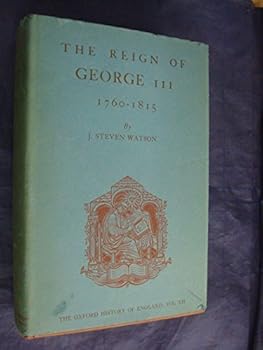 THE REIGN OF
GEORGE III
1760-1815
By
J. STEVEN WATSON
THE OXFORD HISTORY OF ENGLAND, VOL. XII